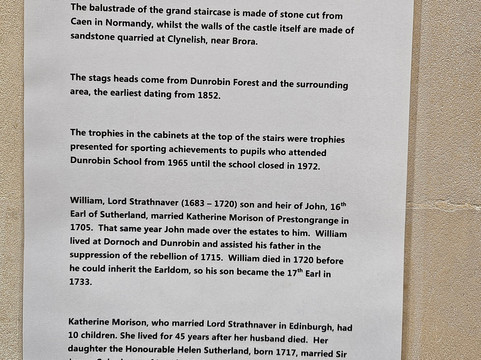 The balustrade of the grand staircase is made of stone cut from
Caen in Normandy, whilst the walls of the castle itself are made of
sandstone quarried at Clynelish, near Brora.
The stags heads come from Dunrobin Forest and the surrounding
area, the earliest dating from 1852.
The trophies in the cabinets at the top of the stairs were trophies
presented for sporting achievements to pupils who attended
Dunrobin School from 1965 until the school closed in 1972.
William, Lord Strathnaver (1683 – 1720) son and heir of John, 16th
Earl of Sutherland, married Katherine Morison of Prestongrange in
1705. That same year John made over the estates to him. William
lived at Dornoch and Dunrobin and assisted his father in the
suppression of the rebellion of 1715. William died in 1720 before
he could inherit the Earldom, so his son became the 17th Earl in
1733.
Katherine Morison, who married Lord Strathnaver in Edinburgh, had
10 children. She lived for 45 years after her husband died. Her
daughter the Honourable Helen Sutherland, born 1717, married Sir